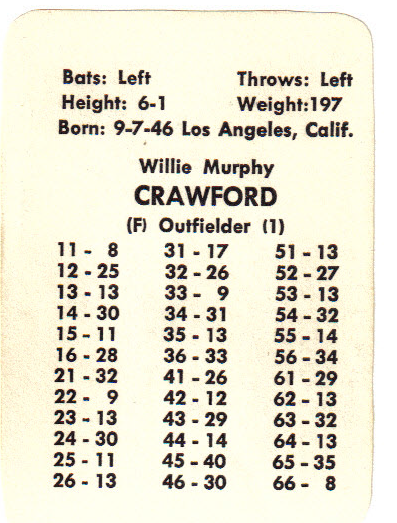 Bats: Left Throws: Left
Height: 6-1 Weight:197
Born: 9-7-46 Los Angeles, Calif.
Willie Murphy
CRAWFORD
(F) Outfielder (1)
11 - 8 31 - 17 51 - 13
12 - 25 32 - 26 52 - 27
13 - 13 33 - 9 53 - 13
14 - 30 34 - 31 54 - 32
15 - 11 35 - 13 55 - 14
16 - 28 36 - 33 56 - 34
21 - 32 41 - 26 61 - 29
22 - 9 42 - 12 62 - 13
23 - 13 43 - 29 63 - 32
24 - 30 44 - 14 64 - 13
25 - 11 45 - 40 65 - 35
26 - 13 46 - 30 66 - 8